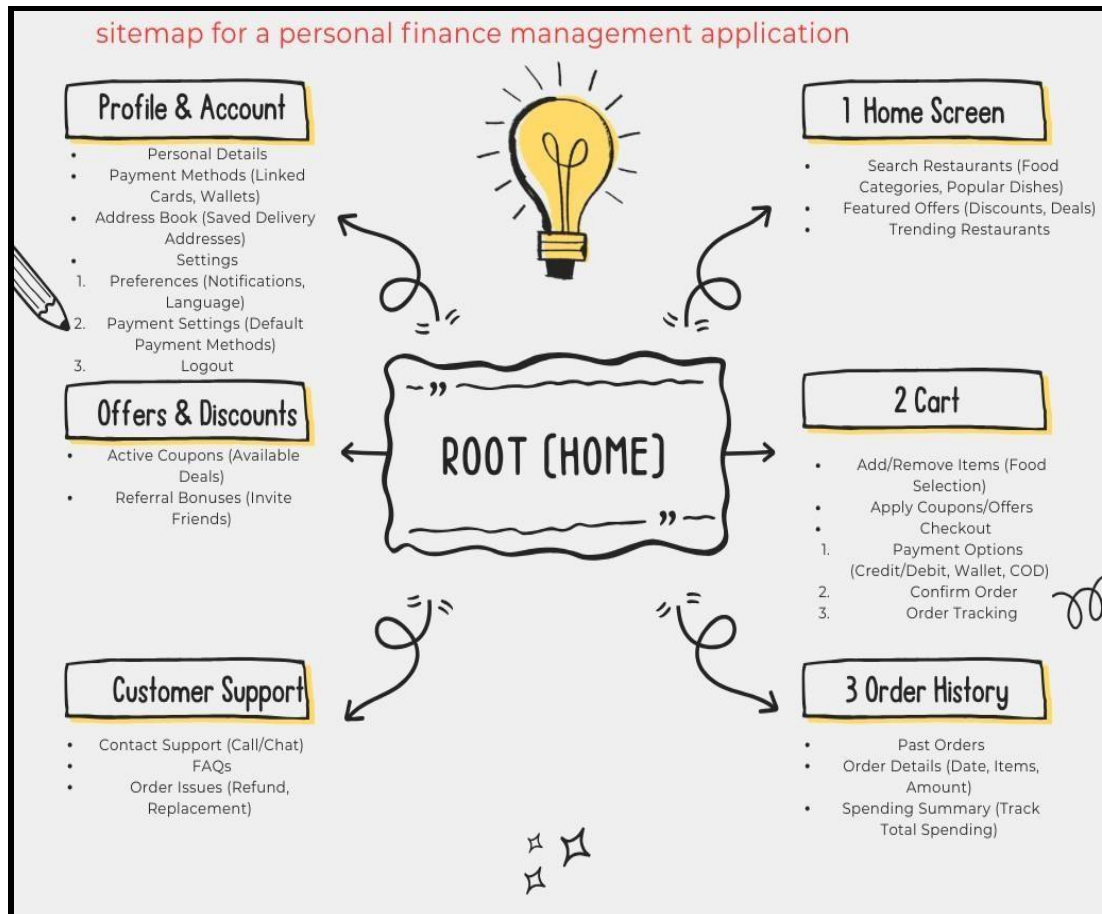 sitemap for a personal finance management application
Profile & Account
• Personal Details
• Payment Methods (Linked
Cards, Wallets)
• Address Book (Saved Delivery
Addresses)
• Settings
1. Preferences (Notifications,
Language)
2. Payment Settings (Default
Payment Methods)
3. Logout
Offers & Discounts
• Active Coupons (Available
Deals)
• Referral Bonuses (Invite
Friends)
Customer Support
• Contact Support (Call/Chat)
• FAQs
• Order Issues (Refund,
Replacement)
ROOT (HOME)
1 Home Screen
• Search Restaurants (Food
Categories, Popular Dishes)
• Featured Offers (Discounts, Deals)
• Trending Restaurants
2 Cart
• Add/Remove Items (Food
Selection)
• Apply Coupons/Offers
• Checkout
1. Payment Options
(Credit/Debit, Wallet, COD)
2. Confirm Order
3. Order Tracking
3 Order History
• Past Orders
• Order Details (Date, Items,
Amount)
• Spending Summary (Track
Total Spending)